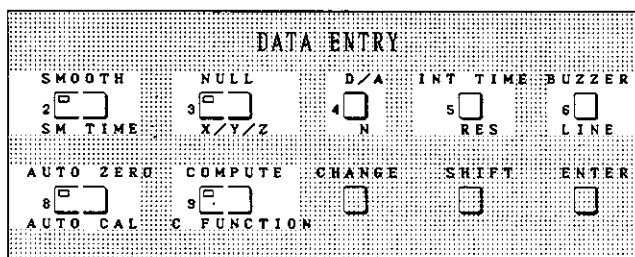 DATA ENTRY
SMOOTH NULL D/A INT TIME BUZZER
2 3 4 5 6
SM TIME X/Y/Z N RES LINE
AUTO ZERO COMPUTE CHANGE SHIFT ENTER
8 9
AUTO CAL C FUNCTION